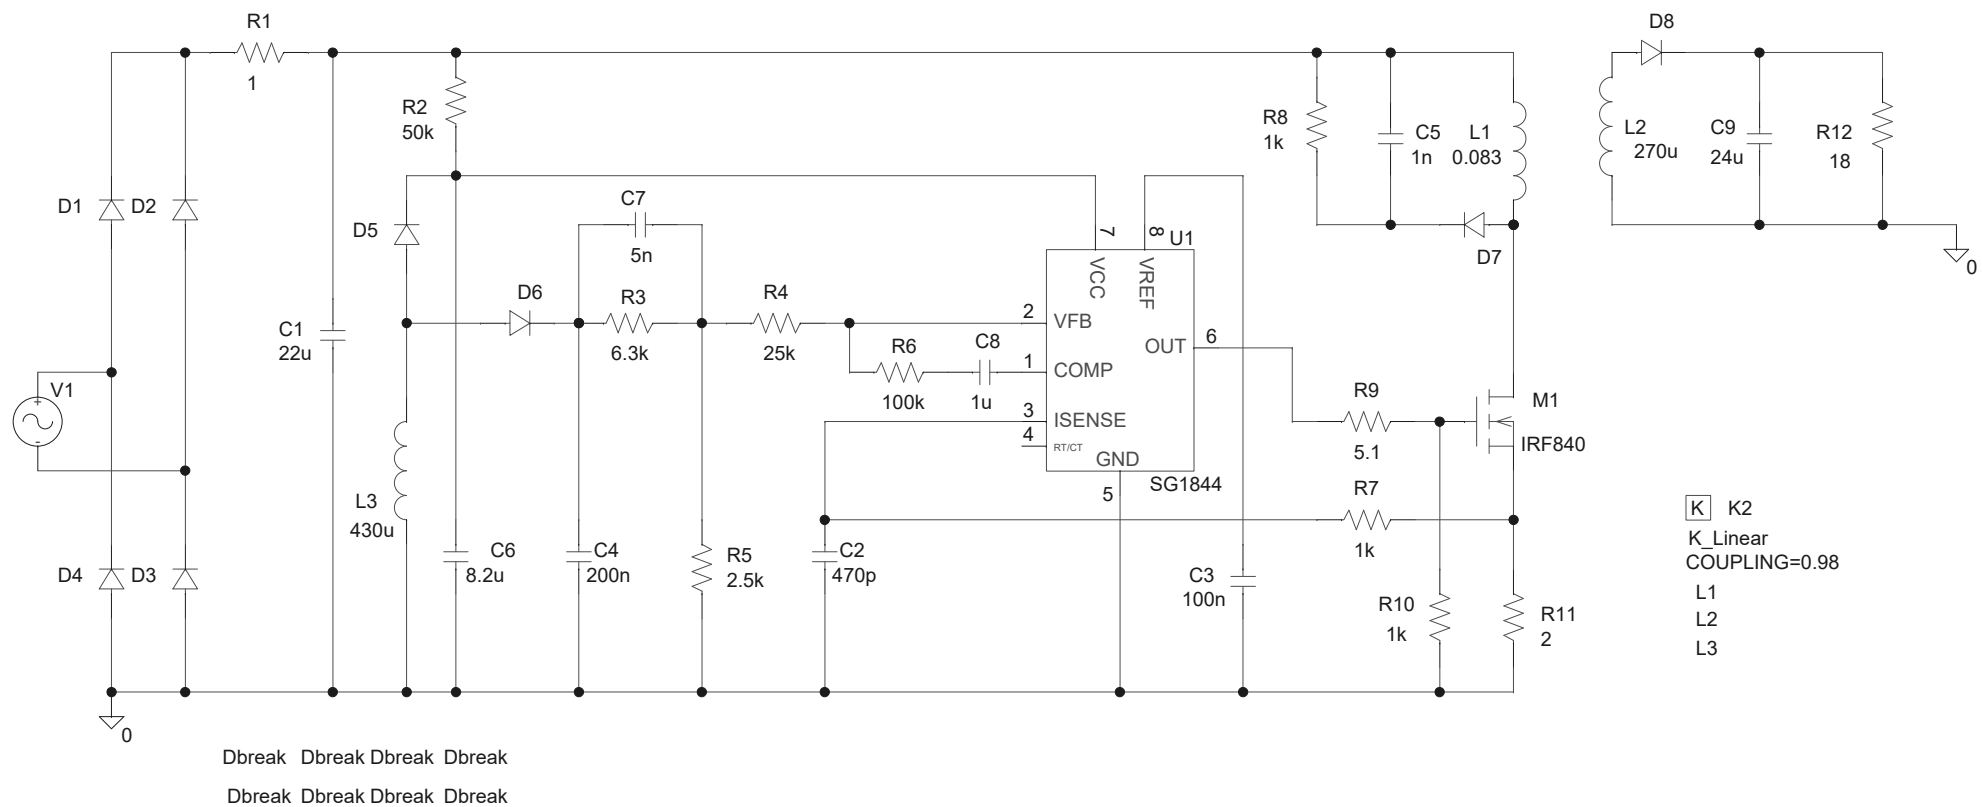 R1
1
D8
R2
50k
R8
1k
C5
1n
L1
0.083
L2
270u
C9
24u
R12
18
D1
D2
D5
C7
5n
7
8
U1
D7
0
VCC
VREF
D6
R3
6.3k
R4
25k
2
VFB
C1
22u
R6
100k
C8
1u
1
COMP
OUT
6
V1
+
-
3
ISENSE
4
RT/CT
GND
5
SG1844
R9
5.1
M1
IRF840
L3
430u
R7
1k
K
K2
K_Linear
COUPLING=0.98
L1
L2
L3
D4
D3
C6
8.2u
C4
200n
R5
2.5k
C2
470p
C3
100n
R10
1k
R11
2
0
Dbreak Dbreak Dbreak Dbreak
Dbreak Dbreak Dbreak Dbreak